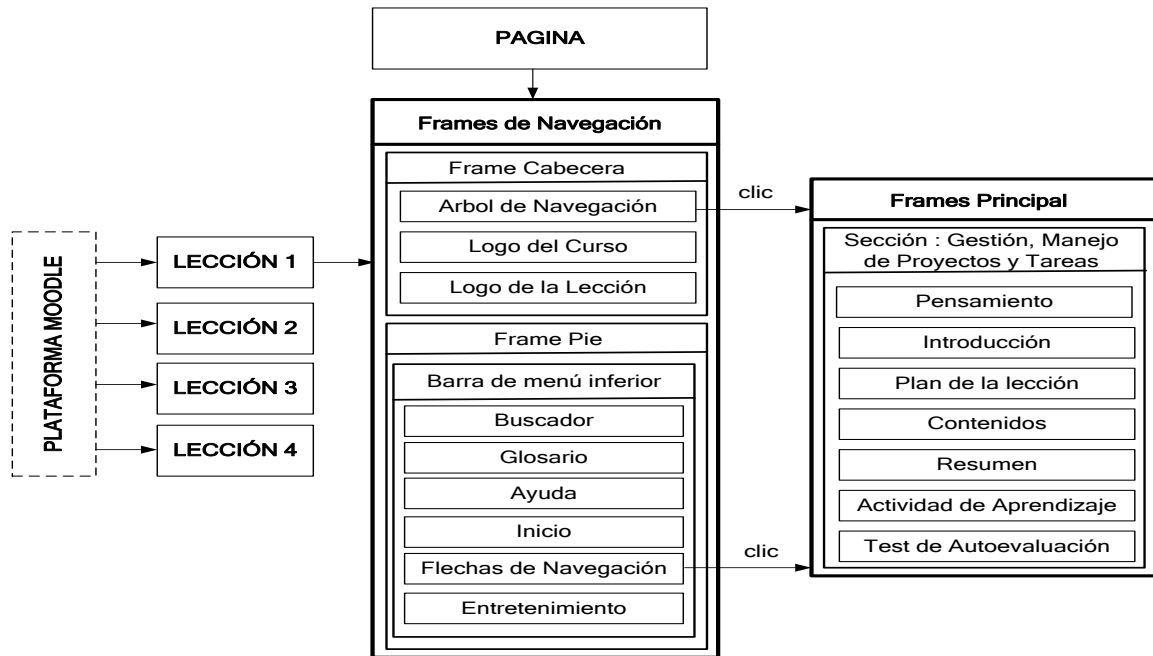 PAGINA
Frames de Navegación
Frame Cabecera
Arbol de Navegación
Logo del Curso
Logo de la Lección
Frame Pie
Barra de menú inferior
Buscador
Glosario
Ayuda
Inicio
Flechas de Navegación
Entretenimiento
PLATAFORMA MOODLE
LECCIÓN 1
LECCIÓN 2
LECCIÓN 3
LECCIÓN 4
clic
clic
Frames Principal
Sección : Gestión, Manejo
de Proyectos y Tareas
Pensamiento
Introducción
Plan de la lección
Contenidos
Resumen
Actividad de Aprendizaje
Test de Autoevaluación